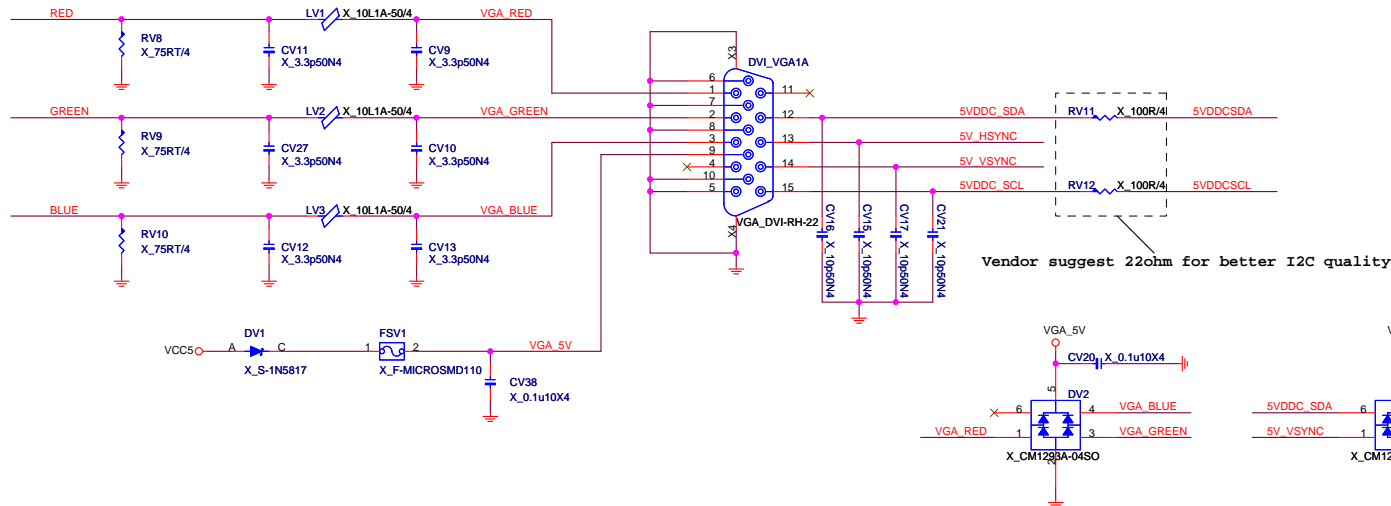 RED
LV1 X_10L1A-50/4
VGA_RED
RV8
X_75RT/4
CV11
X_3.3p50N4
CV9
X_3.3p50N4
GREEN
LV2 X_10L1A-50/4
VGA_GREEN
RV9
X_75RT/4
CV27
X_3.3p50N4
CV10
X_3.3p50N4
BLUE
LV3 X_10L1A-50/4
VGA_BLUE
RV10
X_75RT/4
CV12
X_3.3p50N4
CV13
X_3.3p50N4
X3
DVI_VGA1A
6
1
7
2
8
3
9
4
10
5
11
12
13
14
15
X4
VGA_DVI-RH-22
5VDDC_SDA
RV11 X_100R/4
5VDDCSDA
5V_HSYNC
5V_VSYNC
5VDDC_SCL
RV12 X_100R/4
5VDDCSCL
CV16 X_10p50N4
CV15 X_10p50N4
CV17 X_10p50N4
CV21 X_10p50N4
Vendor suggest 22ohm for better I2C quality
VCC5
A
DV1
C
X_S-1N5817
1
FSV1
2
X_F-MICROSMD110
VGA_5V
CV38
X_0.1u10X4
VGA_5V
CV20 X_0.1u10X4
5
DV2
6
4
VGA_BLUE
VGA_RED
1
3
VGA_GREEN
2
X_CM1293A-04SO
5VDDC_SDA
6
5V_VSYNC
1